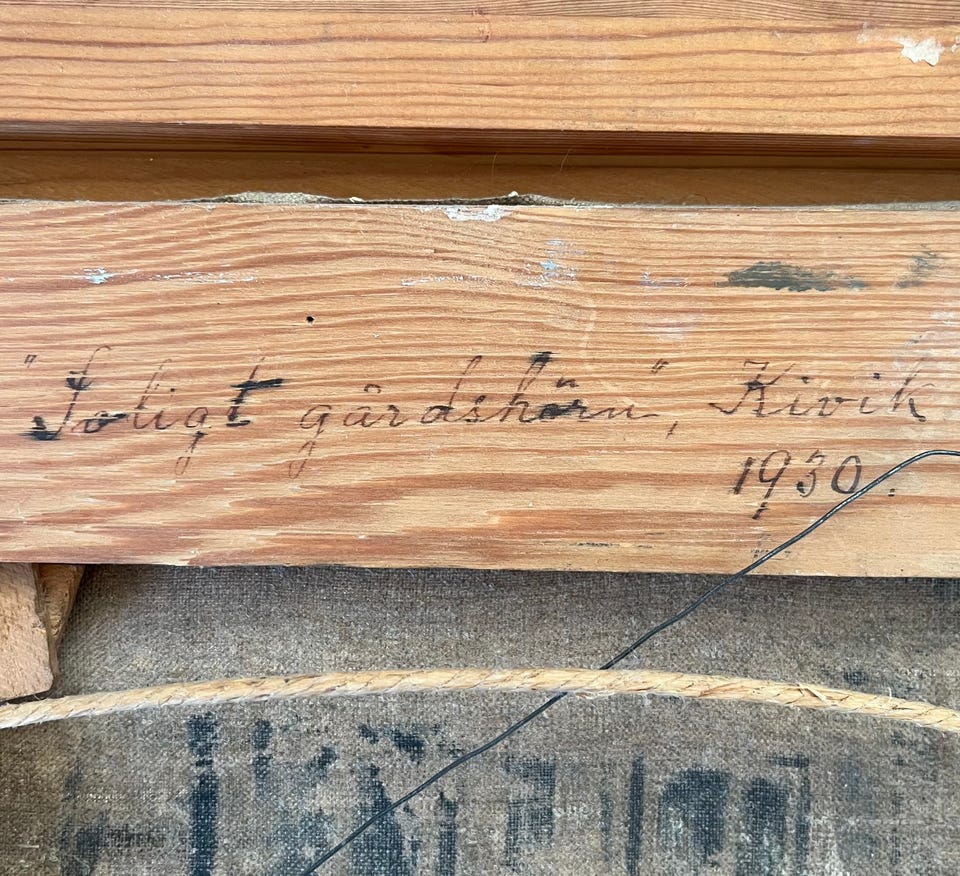 "Soligt gårdshörn", Kivik
1930.